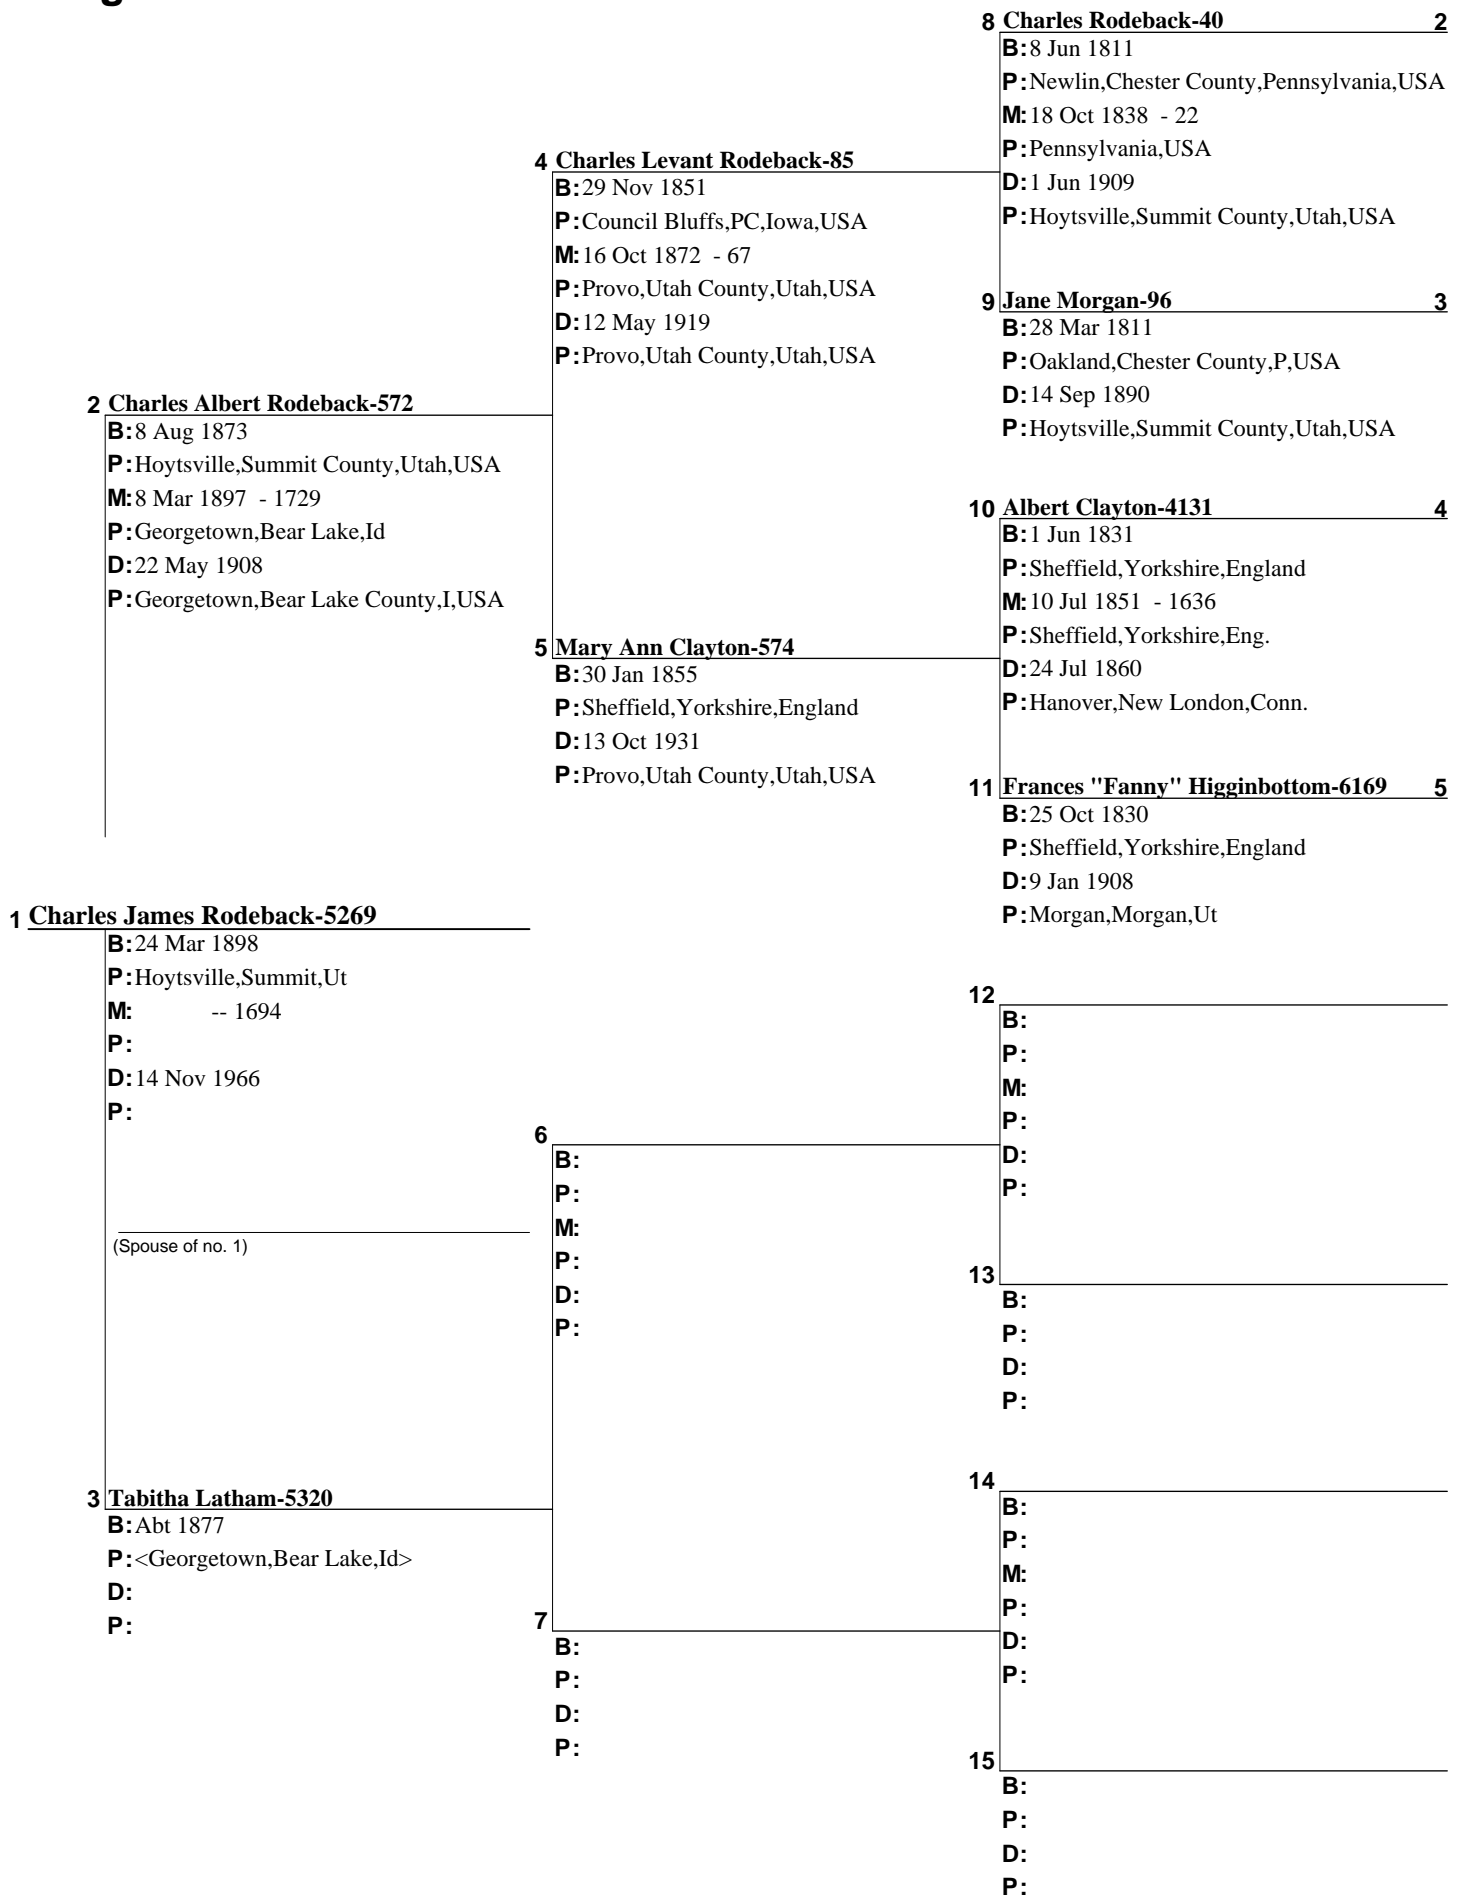 8 Charles Rodeback-40 2
B: 8 Jun 1811
P: Newlin,Chester County,Pennsylvania,USA
M: 18 Oct 1838 - 22
P: Pennsylvania,USA
D: 1 Jun 1909
P: Hoytsville,Summit County,Utah,USA
4 Charles Levant Rodeback-85
B: 29 Nov 1851
P: Council Bluffs,PC,Iowa,USA
M: 16 Oct 1872 - 67
P: Provo,Utah County,Utah,USA
D: 12 May 1919
P: Provo,Utah County,Utah,USA
9 Jane Morgan-96 3
B: 28 Mar 1811
P: Oakland,Chester County,P,USA
D: 14 Sep 1890
P: Hoytsville,Summit County,Utah,USA
2 Charles Albert Rodeback-572
B: 8 Aug 1873
P: Hoytsville,Summit County,Utah,USA
M: 8 Mar 1897 - 1729
P: Georgetown,Bear Lake,Id
D: 22 May 1908
P: Georgetown,Bear Lake County,I,USA
10 Albert Clayton-4131 4
B: 1 Jun 1831
P: Sheffield,Yorkshire,England
M: 10 Jul 1851 - 1636
P: Sheffield,Yorkshire,Eng.
D: 24 Jul 1860
P: Hanover,New London,Conn.
5 Mary Ann Clayton-574
B: 30 Jan 1855
P: Sheffield,Yorkshire,England
D: 13 Oct 1931
P: Provo,Utah County,Utah,USA
11 Frances "Fanny" Higginbottom-6169 5
B: 25 Oct 1830
P: Sheffield,Yorkshire,England
D: 9 Jan 1908
P: Morgan,Morgan,Ut
1 Charles James Rodeback-5269
B: 24 Mar 1898
P: Hoytsville,Summit,Ut
M: -- 1694
P:
D: 14 Nov 1966
P:
(Spouse of no. 1)
12
B:
P:
M:
P:
D:
P:
6
B:
P:
M:
P:
D:
P:
13
B:
P:
D:
P:
3 Tabitha Latham-5320
B: Abt 1877
P: <Georgetown,Bear Lake,Id>
D:
P:
14
B:
P:
M:
P:
D:
P:
7
B:
P:
D:
P:
15
B:
P:
D:
P: